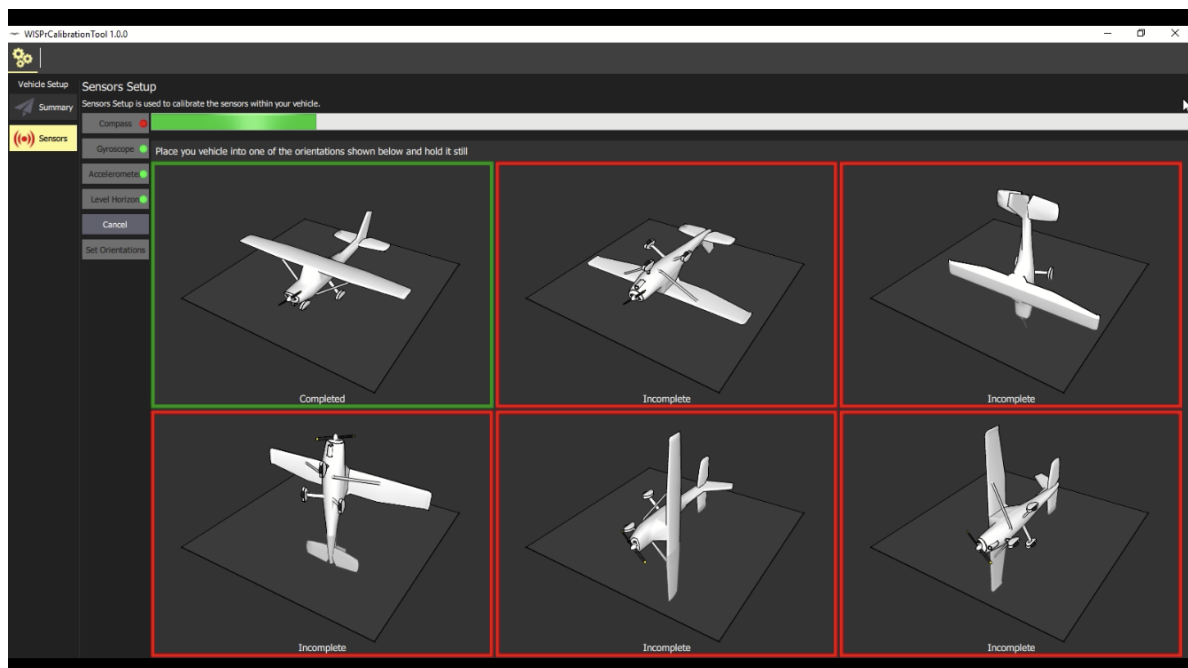 WISPrCalibrationTool 1.0.0
Vehicle Setup
Summary
Sensors
Sensors Setup
Sensors Setup is used to calibrate the sensors within your vehicle.
Compass
Gyroscope
Acceleromete
Level Horizon
Cancel
Set Orientations
Place you vehicle into one of the orientations shown below and hold it still
Completed
Incomplete
Incomplete
Incomplete
Incomplete
Incomplete